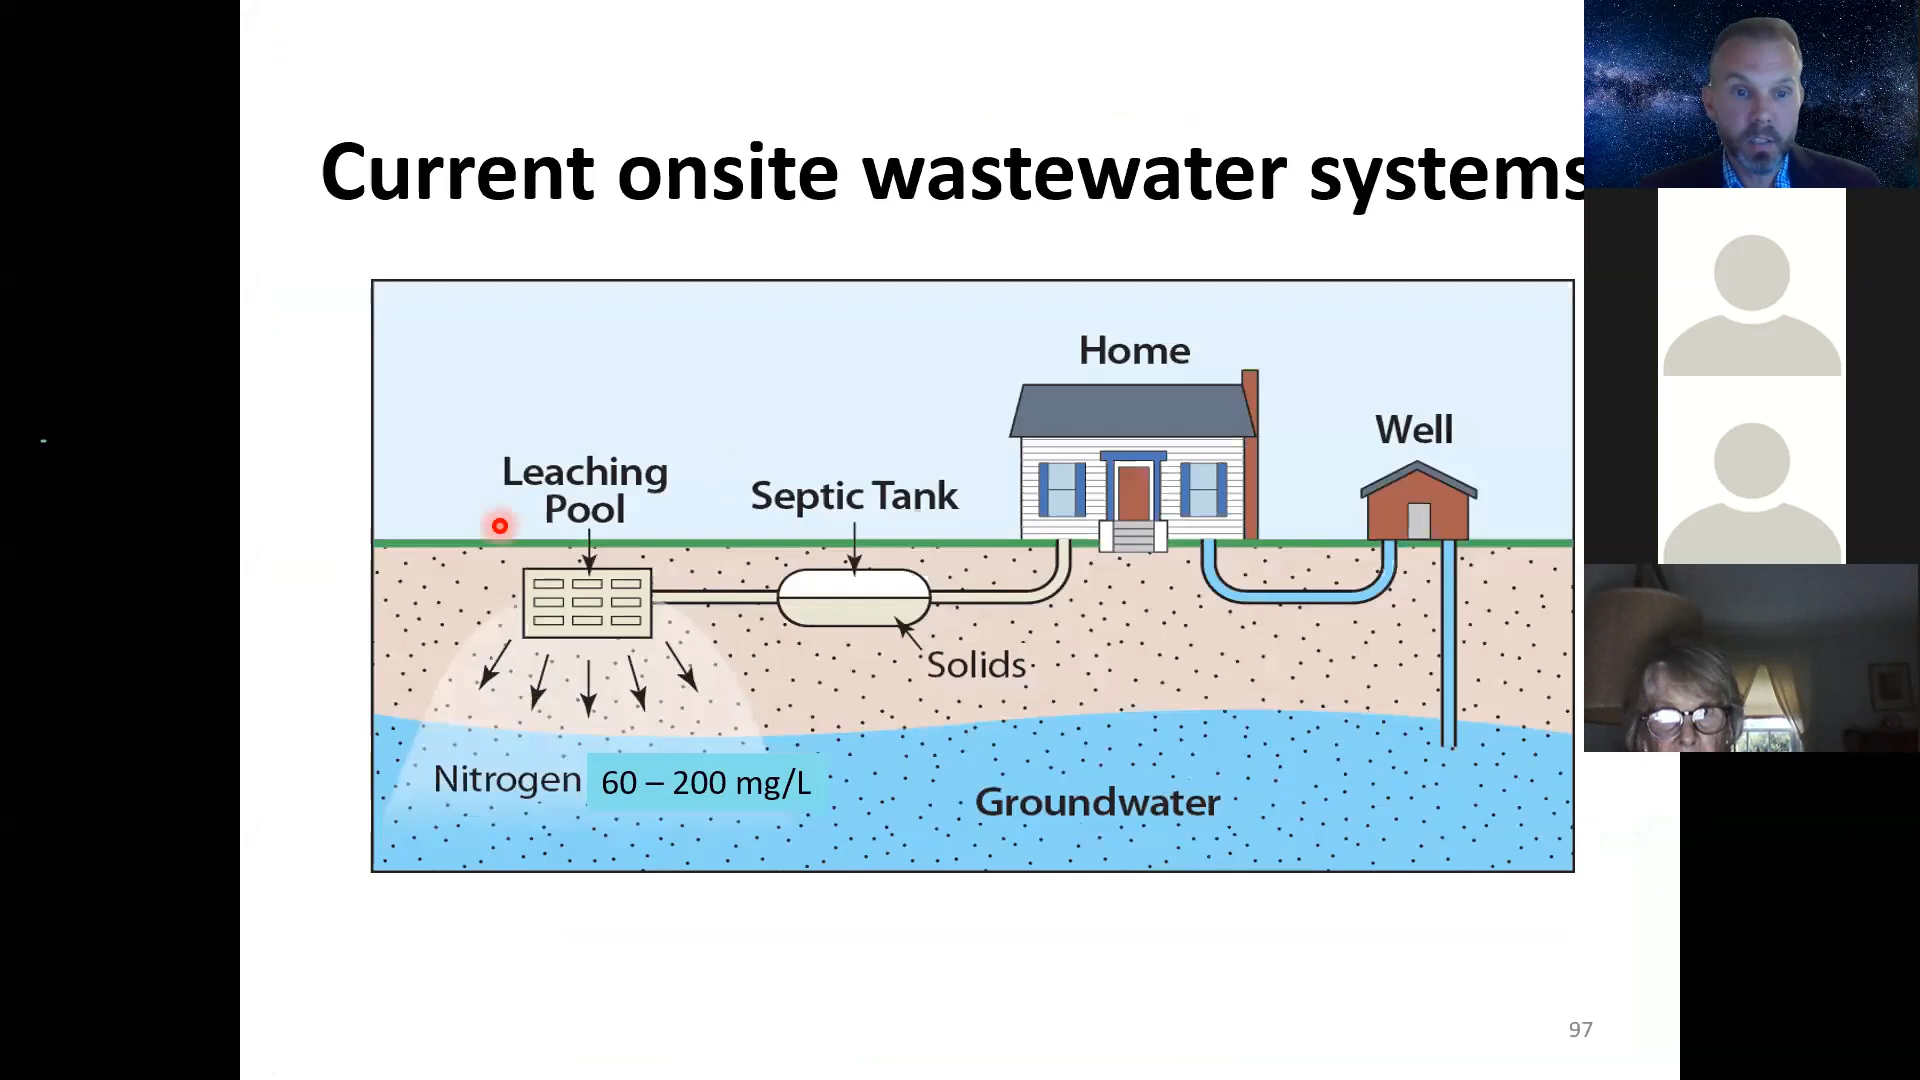 Current onsite wastewater systems
Home
Well
Leaching
Pool
Septic Tank
Solids
Nitrogen 60 – 200 mg/L
Groundwater
97